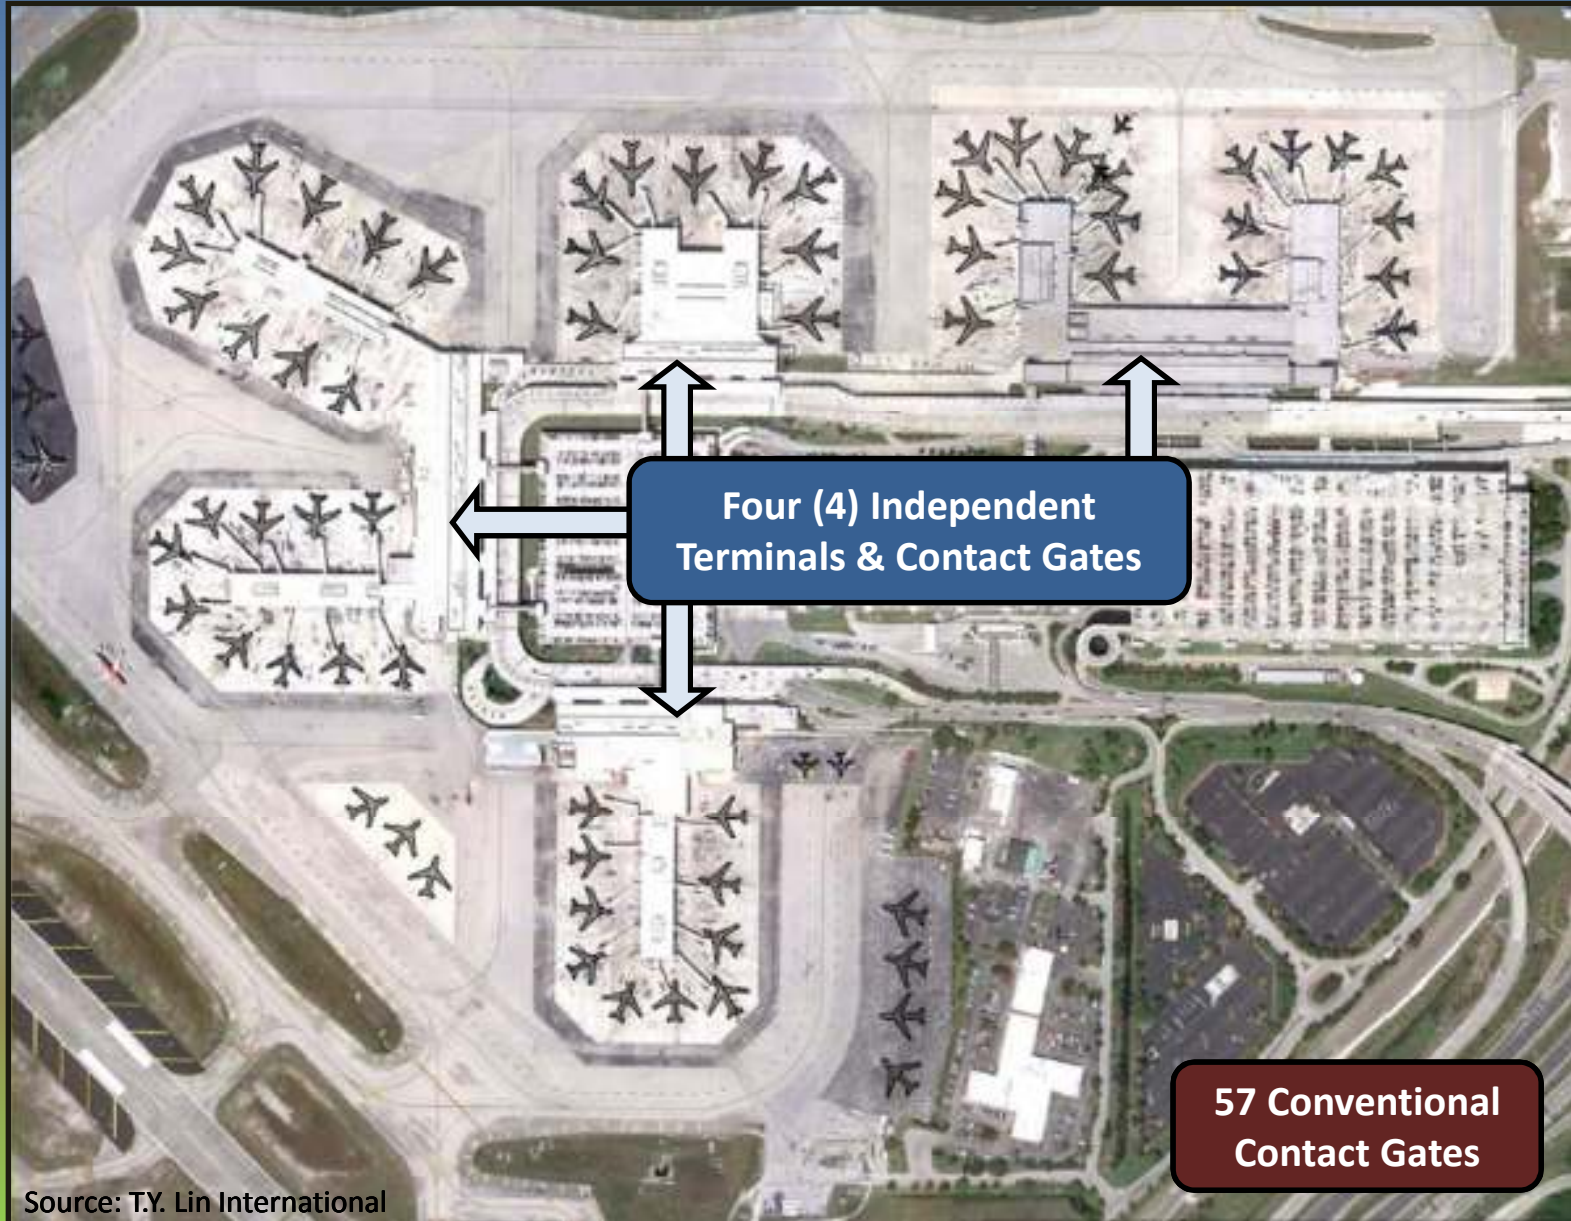 Four (4) Independent
Terminals & Contact Gates
57 Conventional
Contact Gates
Source: T.Y. Lin International